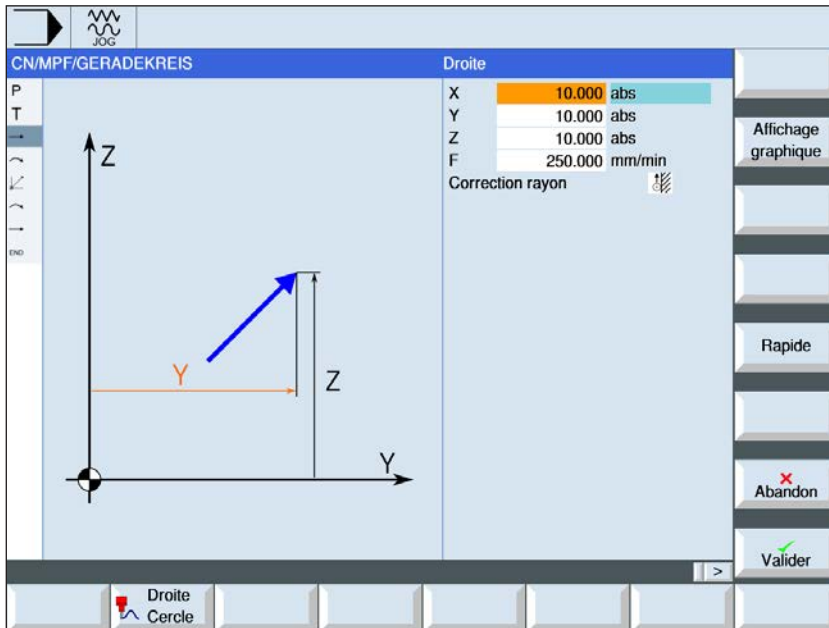 JOG
CN/MPF/GERADEKREIS
Droite
P
T
END
Z
Y
Z
Y
X 10.000 abs
Y 10.000 abs
Z 10.000 abs
F 250.000 mm/min
Correction rayon
Affichage
graphique
Rapide
Abandon
Valider
>
Droite
Cercle